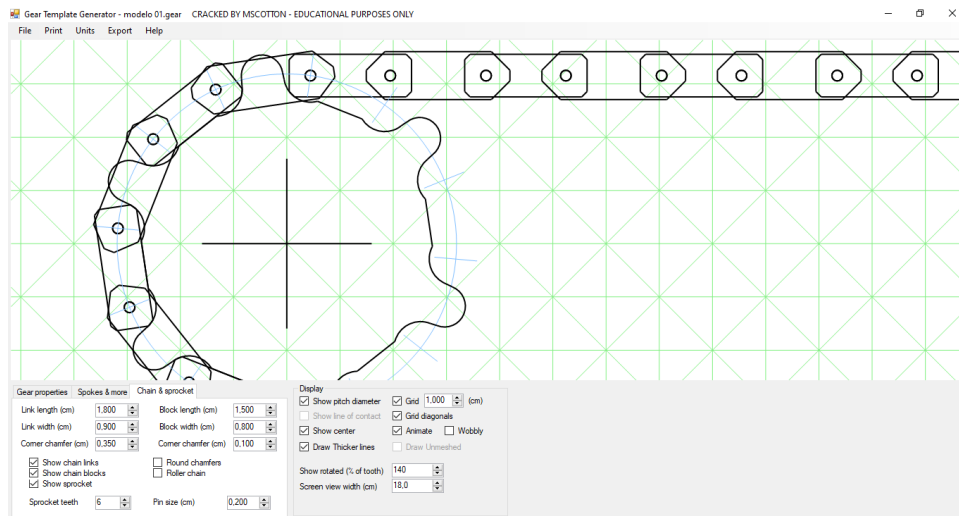 Gear Template Generator - modelo 01.gear CRACKED BY MSCOTTON - EDUCATIONAL PURPOSES ONLY
File Print Units Export Help
Gear properties Spokes & more Chain & sprocket
Link length (cm) 1,800 Block length (cm) 1,500
Link width (cm) 0,900 Block width (cm) 0,800
Corner chamfer (cm) 0,350 Corner chamfer (cm) 0,100
Show chain links Round chamfers
Show chain blocks Roller chain
Show sprocket
Sprocket teeth 6 Pin size (cm) 0,200
Display
Show pitch diameter Grid 1,000 (cm)
Show line of contact Grid diagonals
Show center Animate Wobbly
Draw Thicker lines Draw Unmeshed
Show rotated (% of tooth) 140
Screen view width (cm) 18,0